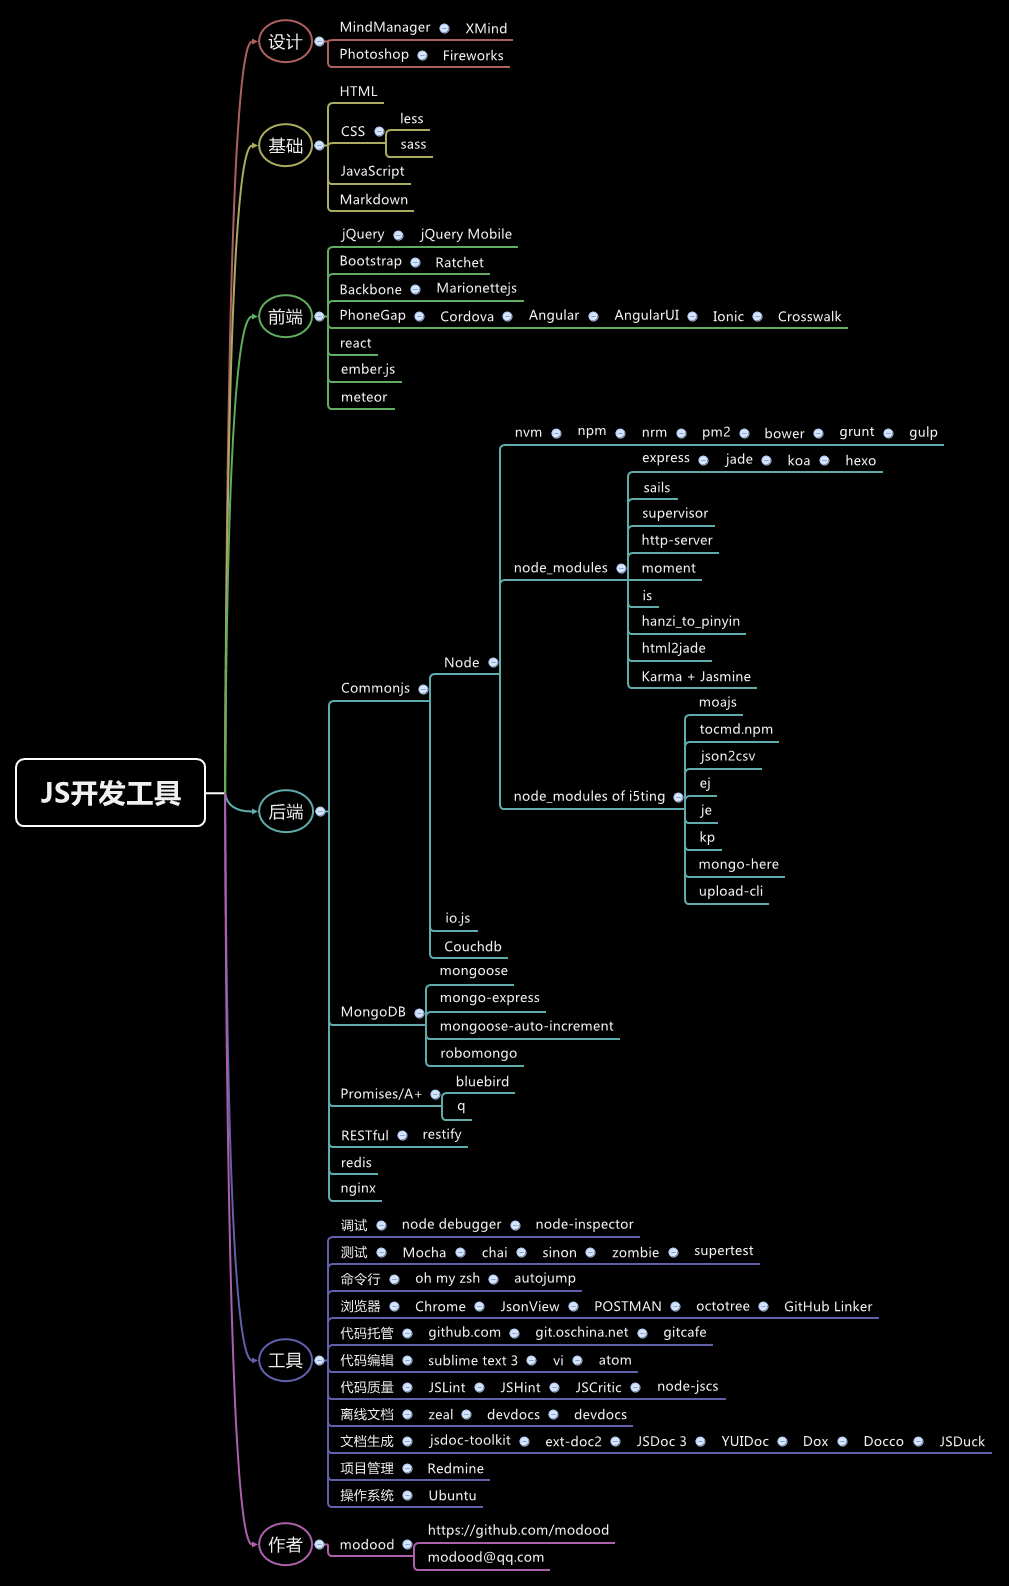 JS开发工具
设计
MindManager XMind
Photoshop Fireworks
基础
HTML
CSS
less
sass
JavaScript
Markdown
前端
jQuery jQuery Mobile
Bootstrap Ratchet
Backbone Marionettejs
PhoneGap Cordova Angular AngularUI Ionic Crosswalk
react
ember.js
meteor
后端
Commonjs
Node
nvm npm nrm pm2 bower grunt gulp
node_modules
express jade koa hexo
sails
supervisor
http-server
moment
is
hanzi_to_pinyin
html2jade
Karma + Jasmine
node_modules of i5ting
moajs
tocmd.npm
json2csv
ej
je
kp
mongo-here
upload-cli
io.js
Couchdb
MongoDB
mongoose
mongo-express
mongoose-auto-increment
robomongo
Promises/A+
bluebird
q
RESTful restify
redis
nginx
工具
调试 node debugger node-inspector
测试 Mocha chai sinon zombie supertest
命令行 oh my zsh autojump
浏览器 Chrome JsonView POSTMAN octotree GitHub Linker
代码托管 github.com git.oschina.net gitcafe
代码编辑 sublime text 3 vi atom
代码质量 JSLint JSHint JSCritic node-jscs
离线文档 zeal devdocs devdocs
文档生成 jsdoc-toolkit ext-doc2 JSDoc 3 YUIDoc Dox Docco JSDuck
项目管理 Redmine
操作系统 Ubuntu
作者
modood
https://github.com/modood
modood@qq.com